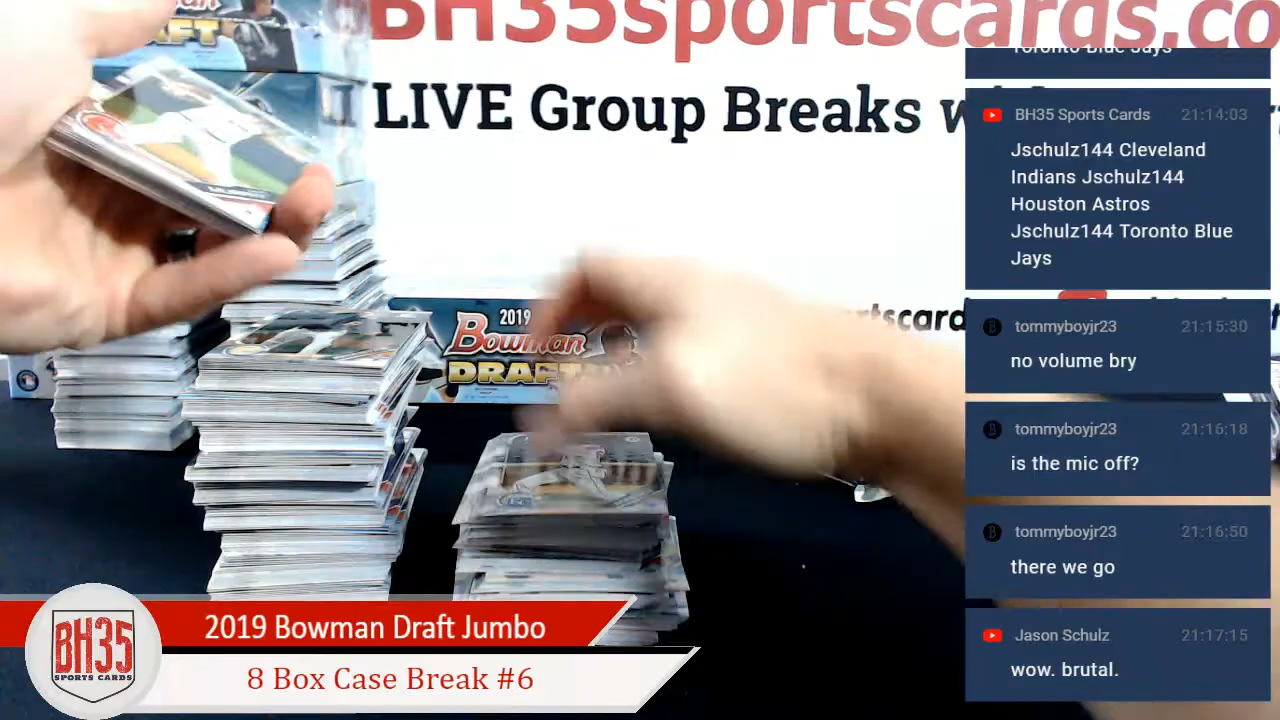 BH35sportscards.co
LIVE Group Breaks
DRAFT
2019
Bowman
DRAFT
Toronto Blue Jays
BH35 Sports Cards 21:14:03
Jschulz144 Cleveland
Indians Jschulz144
Houston Astros
Jschulz144 Toronto Blue
Jays
tommyboyjr23 21:15:30
no volume bry
tommyboyjr23 21:16:18
is the mic off?
tommyboyjr23 21:16:50
there we go
Jason Schulz 21:17:15
wow. brutal.
BH35
SPORTS CARDS
2019 Bowman Draft Jumbo
8 Box Case Break #6